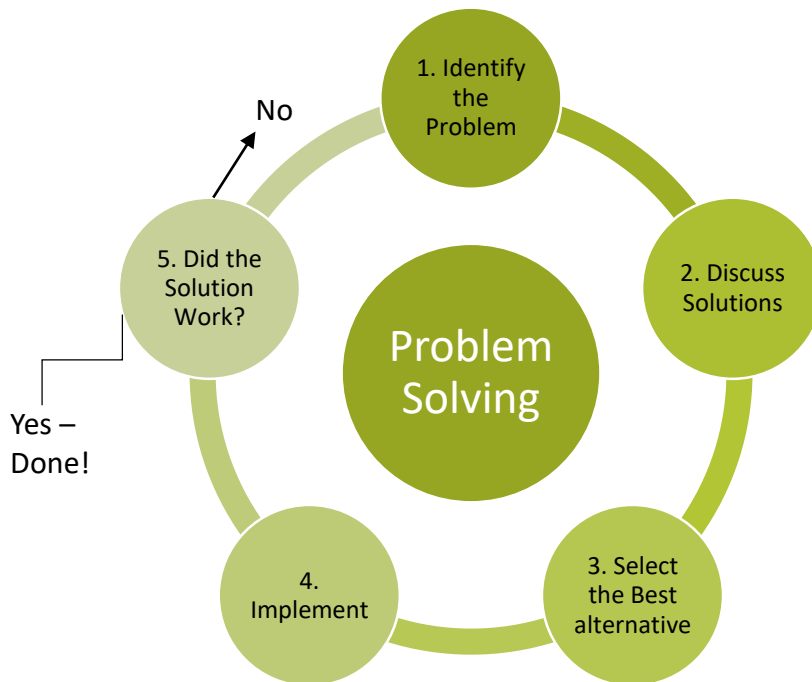 1. Identify
the
Problem
No
5. Did the
Solution
Work?
2. Discuss
Solutions
Problem
Solving
Yes –
Done!
4.
Implement
3. Select
the Best
alternative